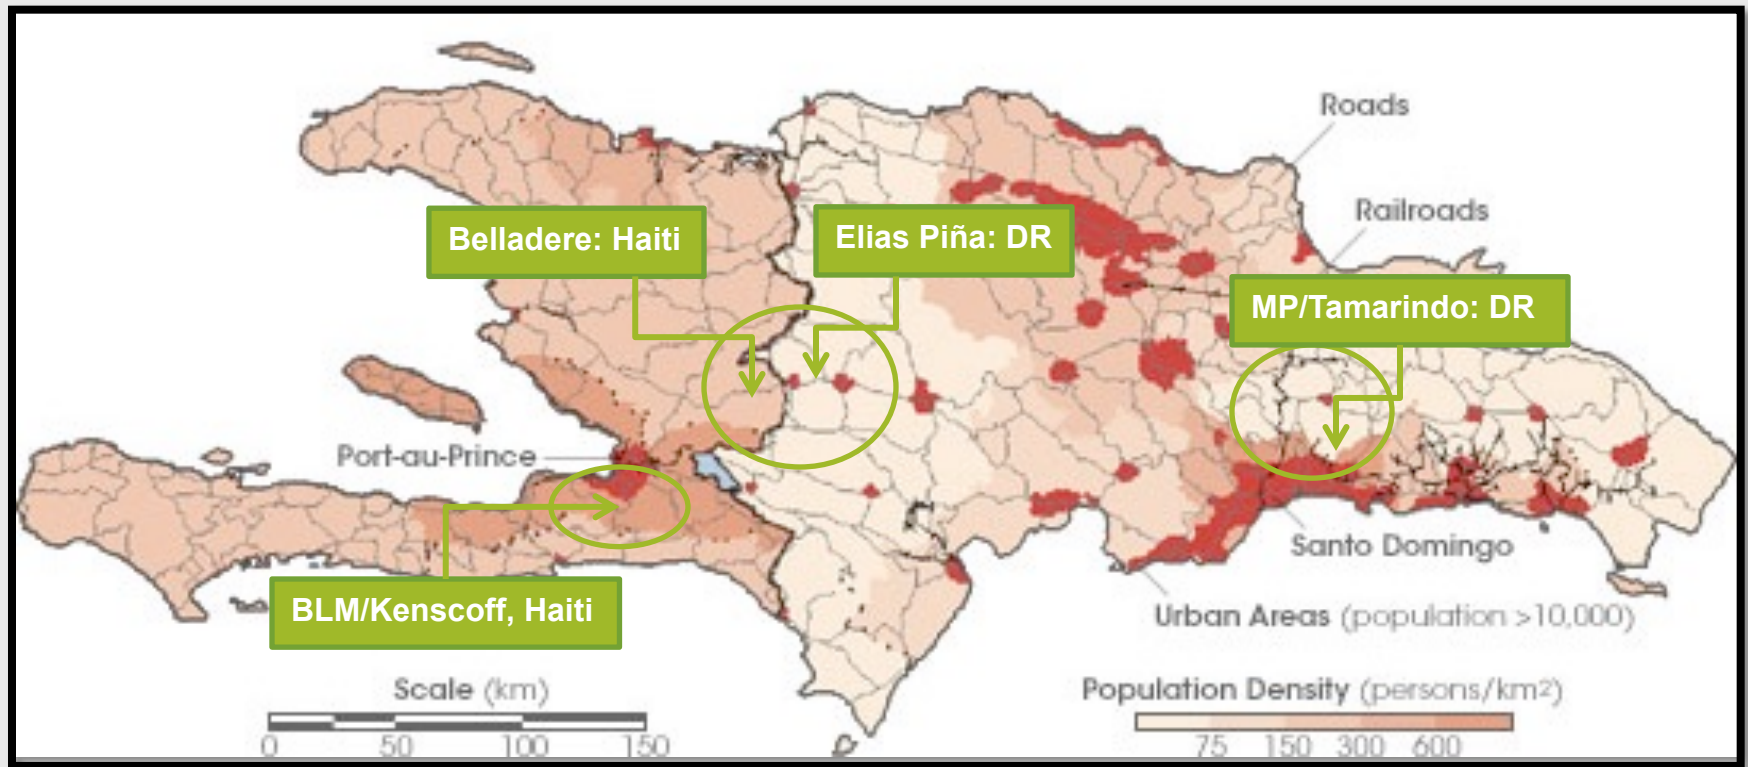 Roads
Railroads
Belladere: Haiti
Elias Piña: DR
MP/Tamarindo: DR
Port-au-Prince
Santo Domingo
BLM/Kenscoff, Haiti
Urban Areas (population >10,000)
Scale (km)
0 50 100 150
Population Density (persons/km²)
75 150 300 600